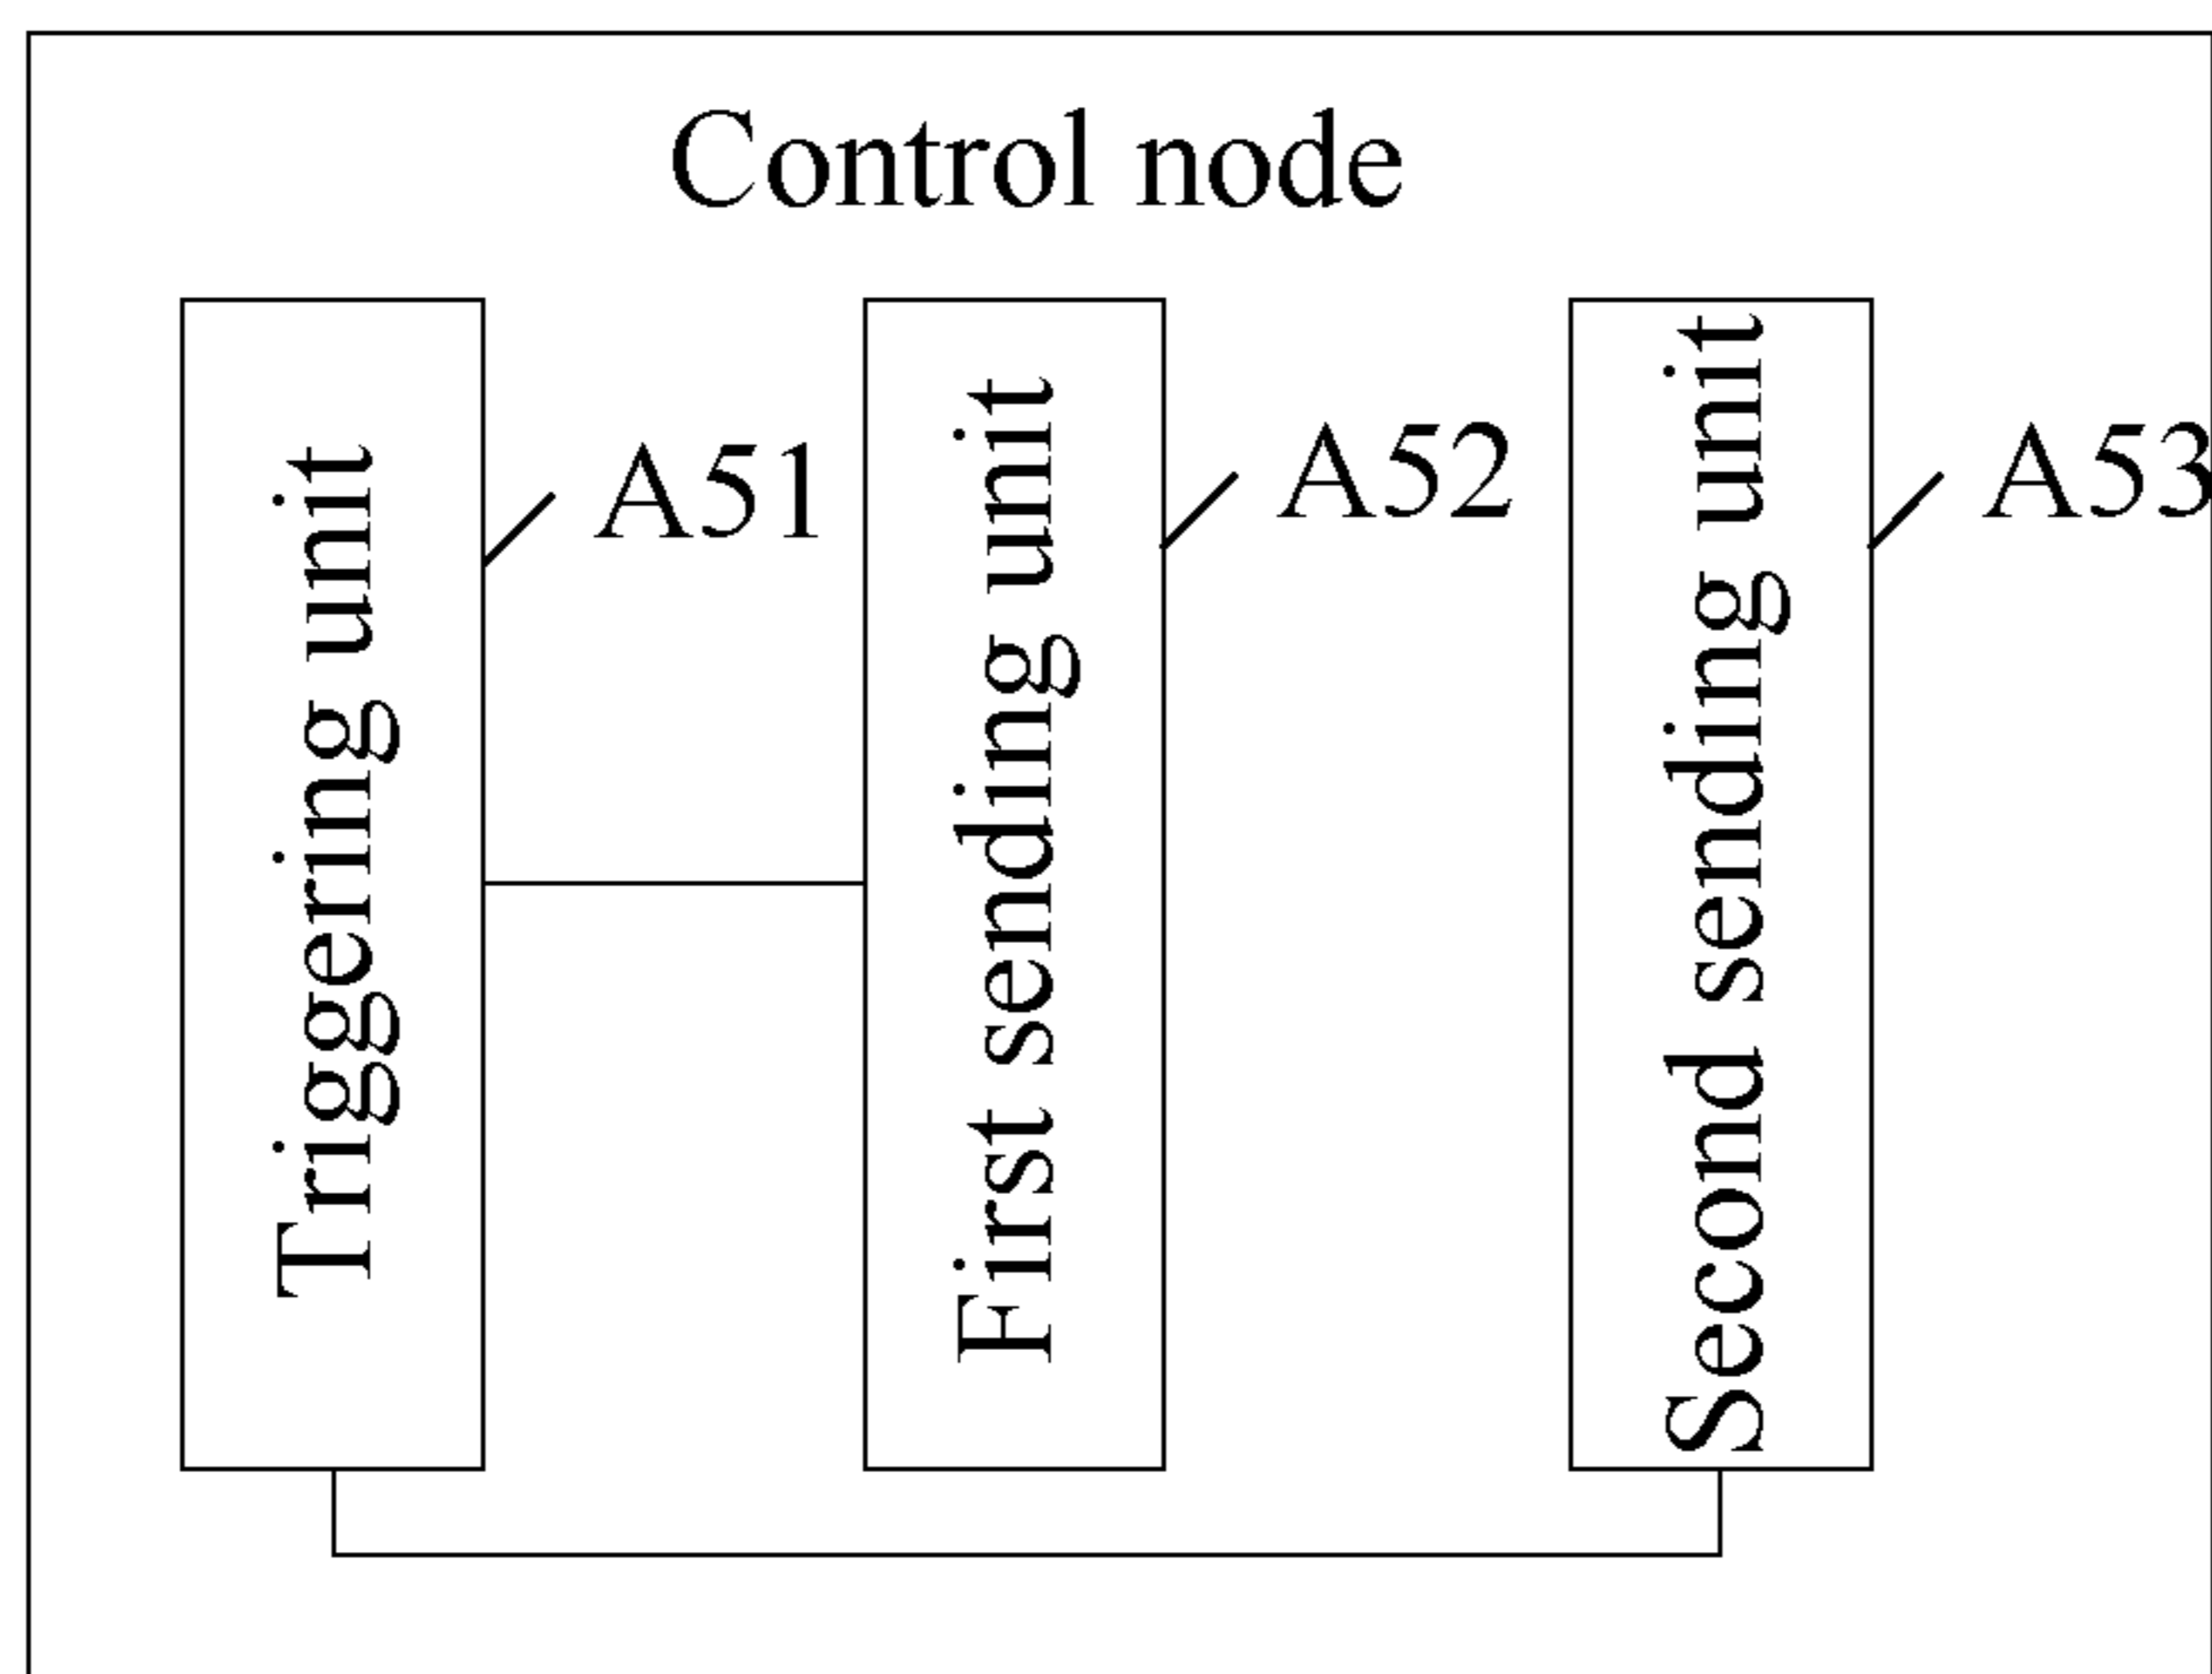 Control node
Triggering unit
A51
First sending unit
A52
Second sending unit
A53